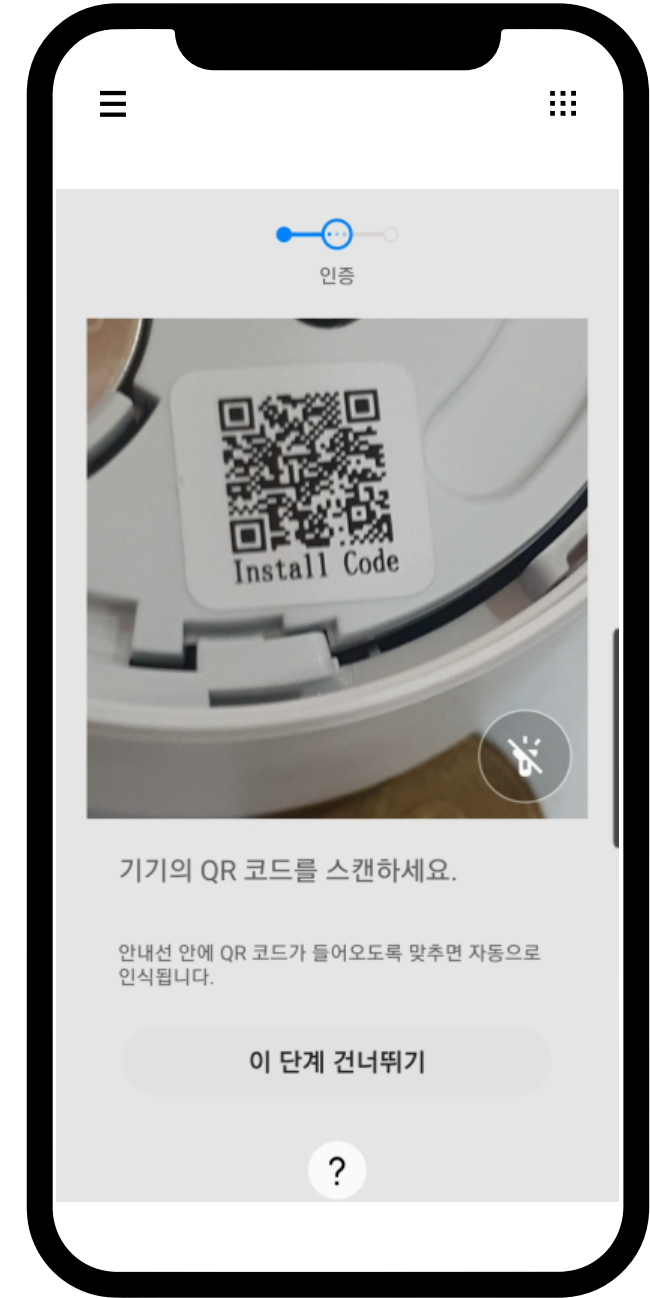 인증
Install Code
기기의 QR 코드를 스캔하세요.
안내선 안에 QR 코드가 들어오도록 맞추면 자동으로
인식됩니다.
이 단계 건너뛰기
?